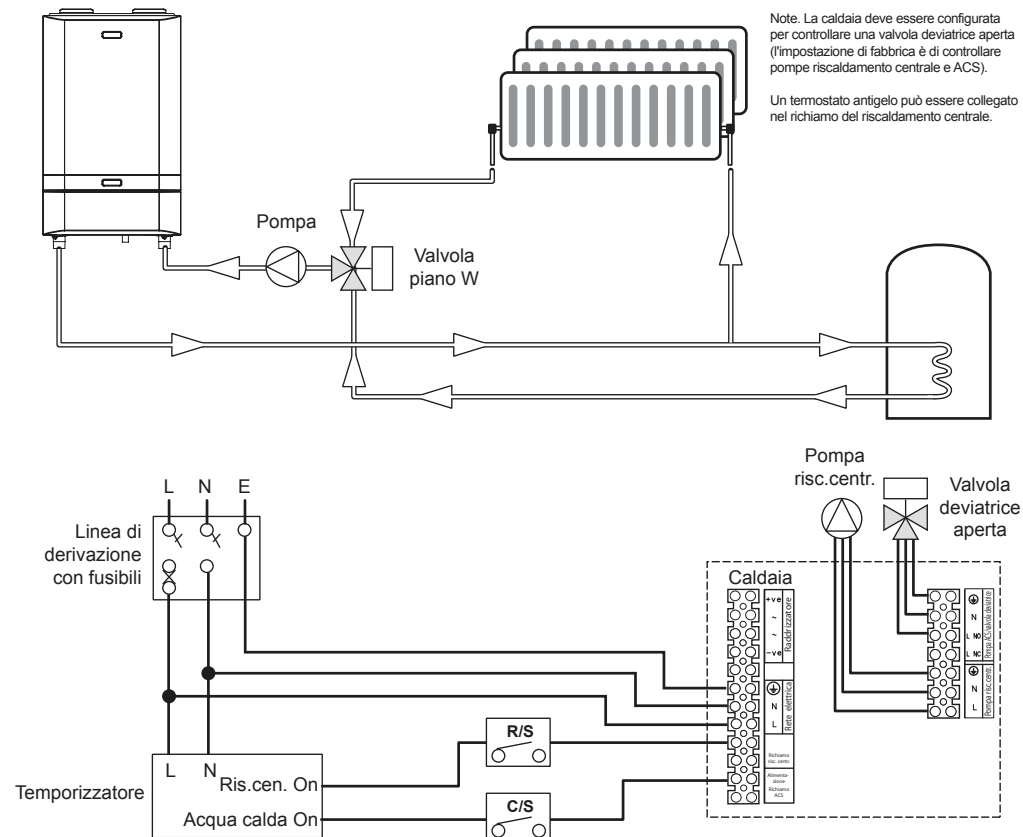 Note. La caldaia deve essere configurata
per controllare una valvola deviatrice aperta
(l'impostazione di fabbrica è di controllare
pompe riscaldamento centrale e ACS).
Un termostato antigelo può essere collegato
nel richiamo del riscaldamento centrale.
Pompa
Valvola
piano W
Pompa
risc.centr.
Valvola
deviatrice
aperta
L N E
Linea di
derivazione
con fusibili
Caldaia
+ve
~
~
-ve
Raddrizzatore
N
L
Rete elettrica
Richiamo
risc. centr.
Alimenta-
zione
Richiamo
ACS
N
L NO
L NC
Pompa ACS/valvola deviatrice
N
L
Pompa risc.centr.
R/S
C/S
L N
Ris.cen. On
Temporizzatore
Acqua calda On